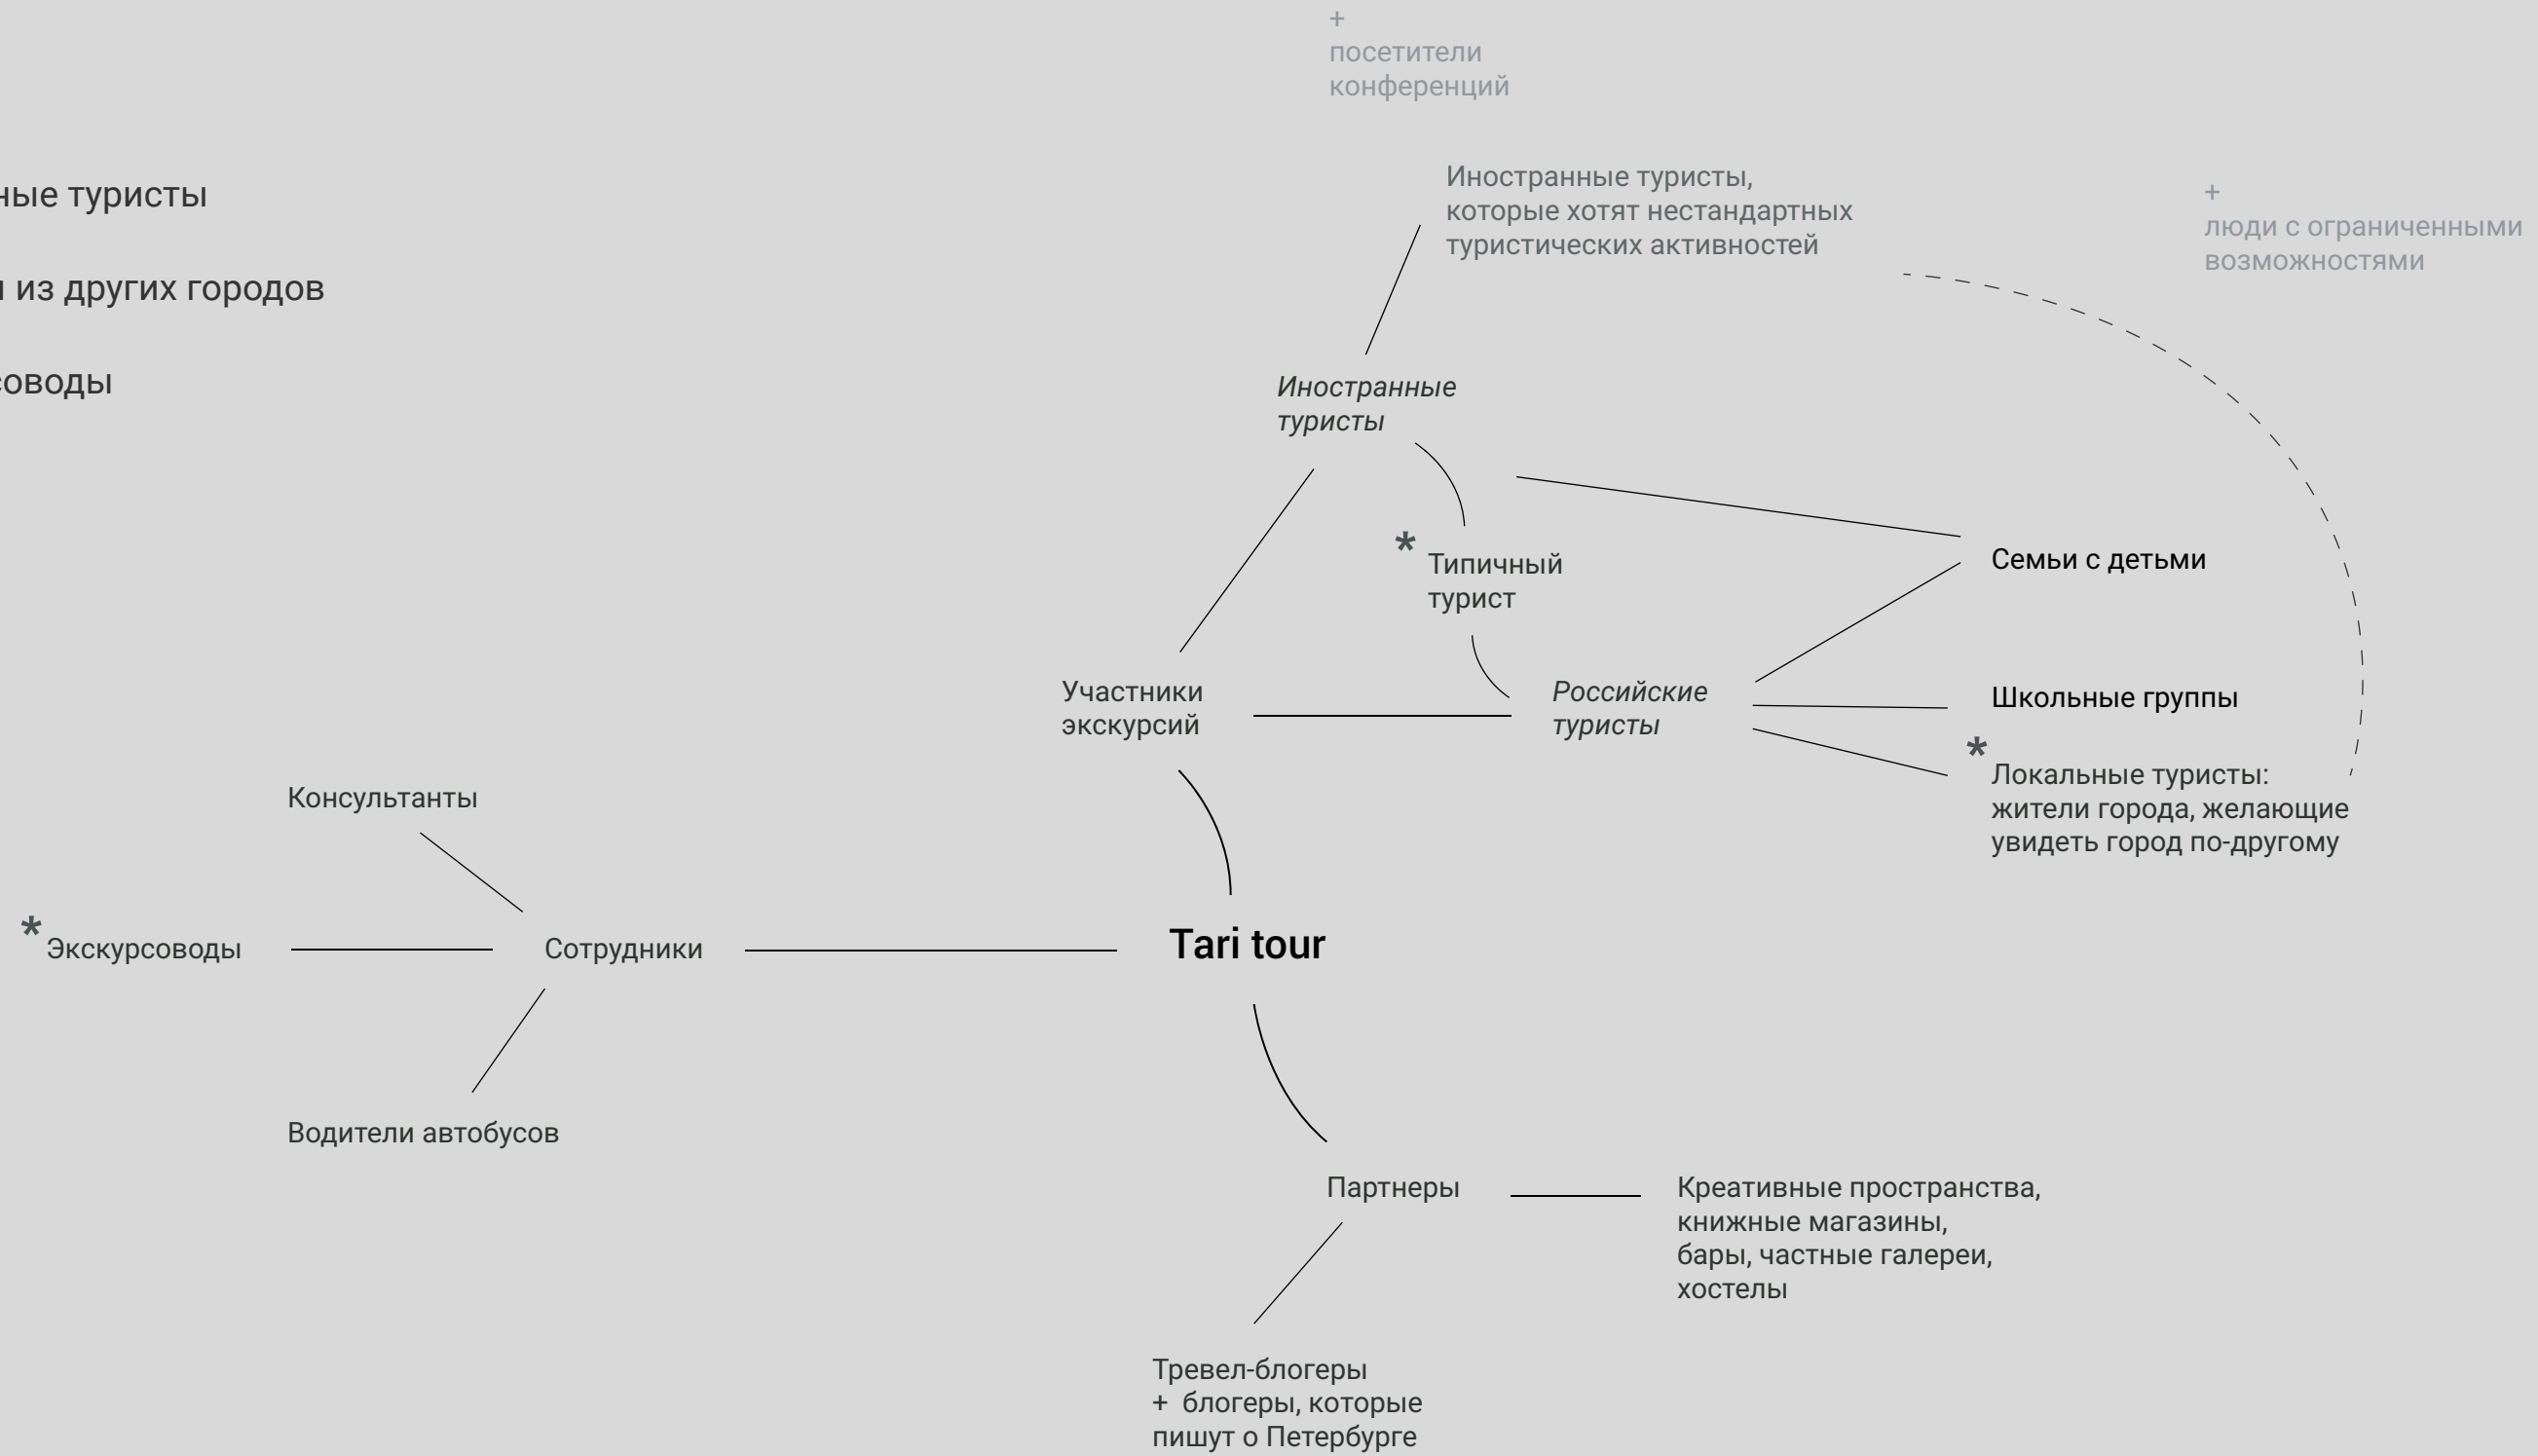 +
посетители
конференций
Иностранные туристы,
которые хотят нестандартных
туристических активностей
+
люди с ограниченными
возможностями
туристы
из других городов
Иностранные
туристы
*
Типичный
турист
Семьи с детьми
Участники
экскурсий
Российские
туристы
Школьные группы
*
Локальные туристы:
жители города, желающие
увидеть город по-другому
Консультанты
*
Экскурсоводы
Сотрудники
Tari tour
Водители автобусов
Партнеры
Креативные пространства,
книжные магазины,
бары, частные галереи,
хостелы
Тревел-блогеры
+ блогеры, которые
пишут о Петербурге